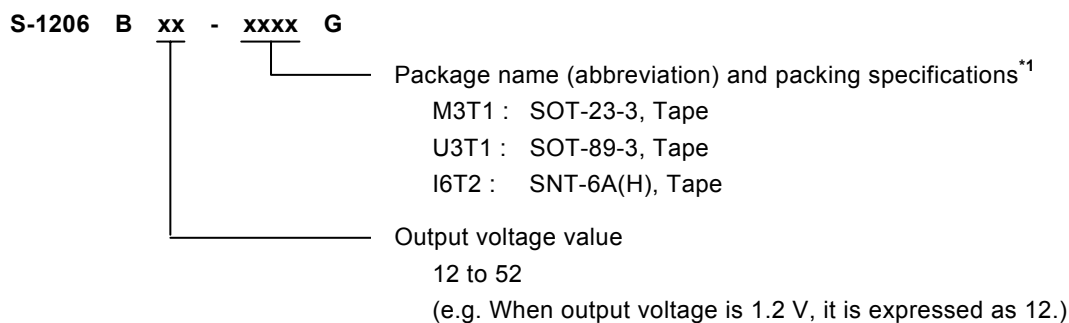 S-1206 B xx - xxxx G
Package name (abbreviation) and packing specifications*1
M3T1 : SOT-23-3, Tape
U3T1 : SOT-89-3, Tape
I6T2 : SNT-6A(H), Tape
Output voltage value
12 to 52
(e.g. When output voltage is 1.2 V, it is expressed as 12.)